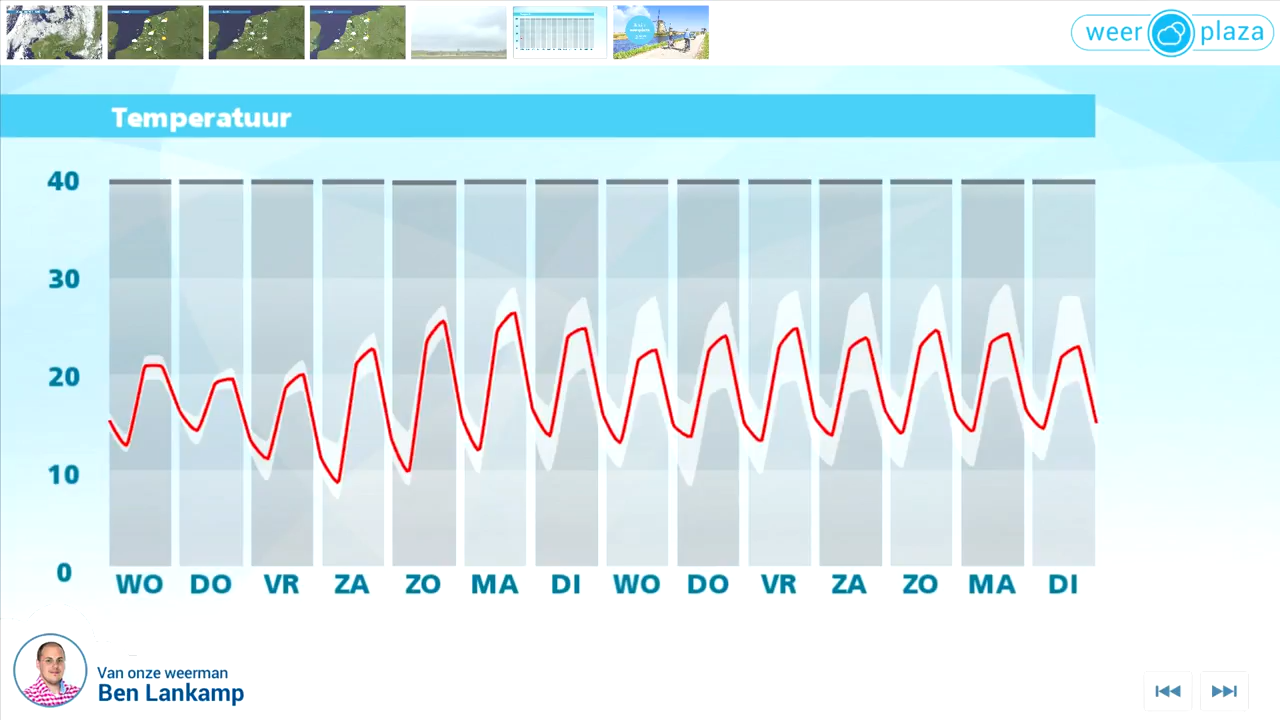 weer plaza
Temperatuur
40
30
20
10
0
WO DO VR ZA ZO MA DI WO DO VR ZA ZO MA DI
Van onze weerman
Ben Lankamp